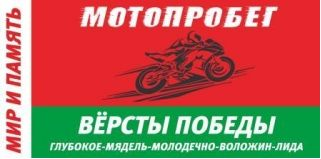 МИР И ПАМЯТЬ
МОТОПРОБЕГ
ВЁРСТЫ ПОБЕДЫ
ГЛУБОКОЕ-МЯДЕЛЬ-МОЛОДЕЧНО-ВОЛОЖИН-ЛИДА